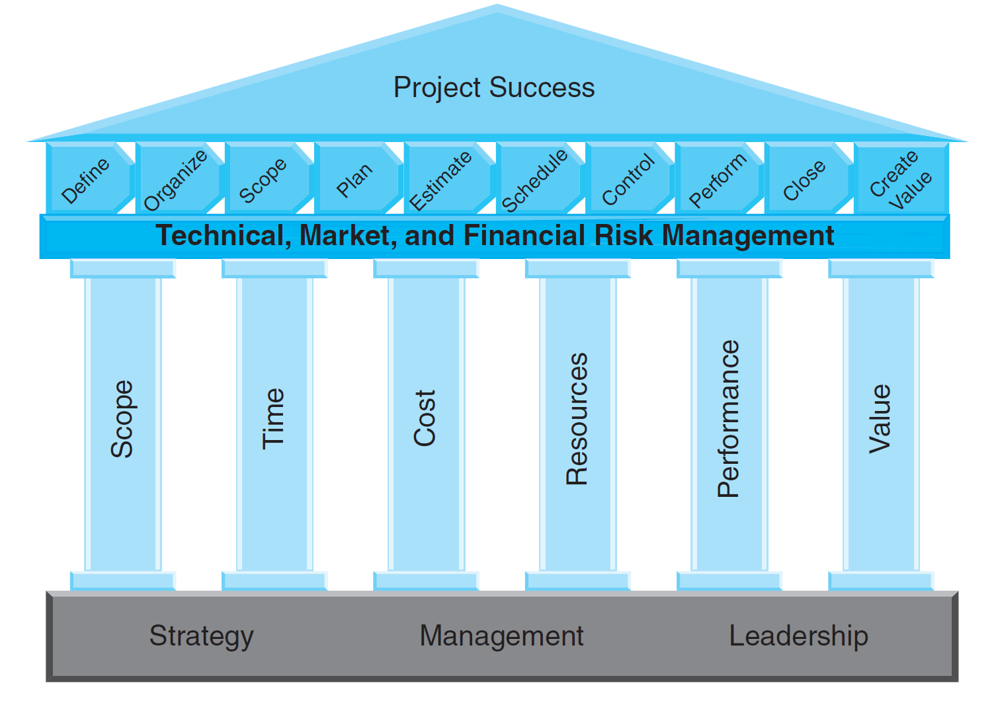 Project Success
Define
Organize
Scope
Plan
Estimate
Schedule
Control
Perform
Close
Create
Value
Technical, Market, and Financial Risk Management
Scope
Time
Cost
Resources
Performance
Value
Strategy
Management
Leadership